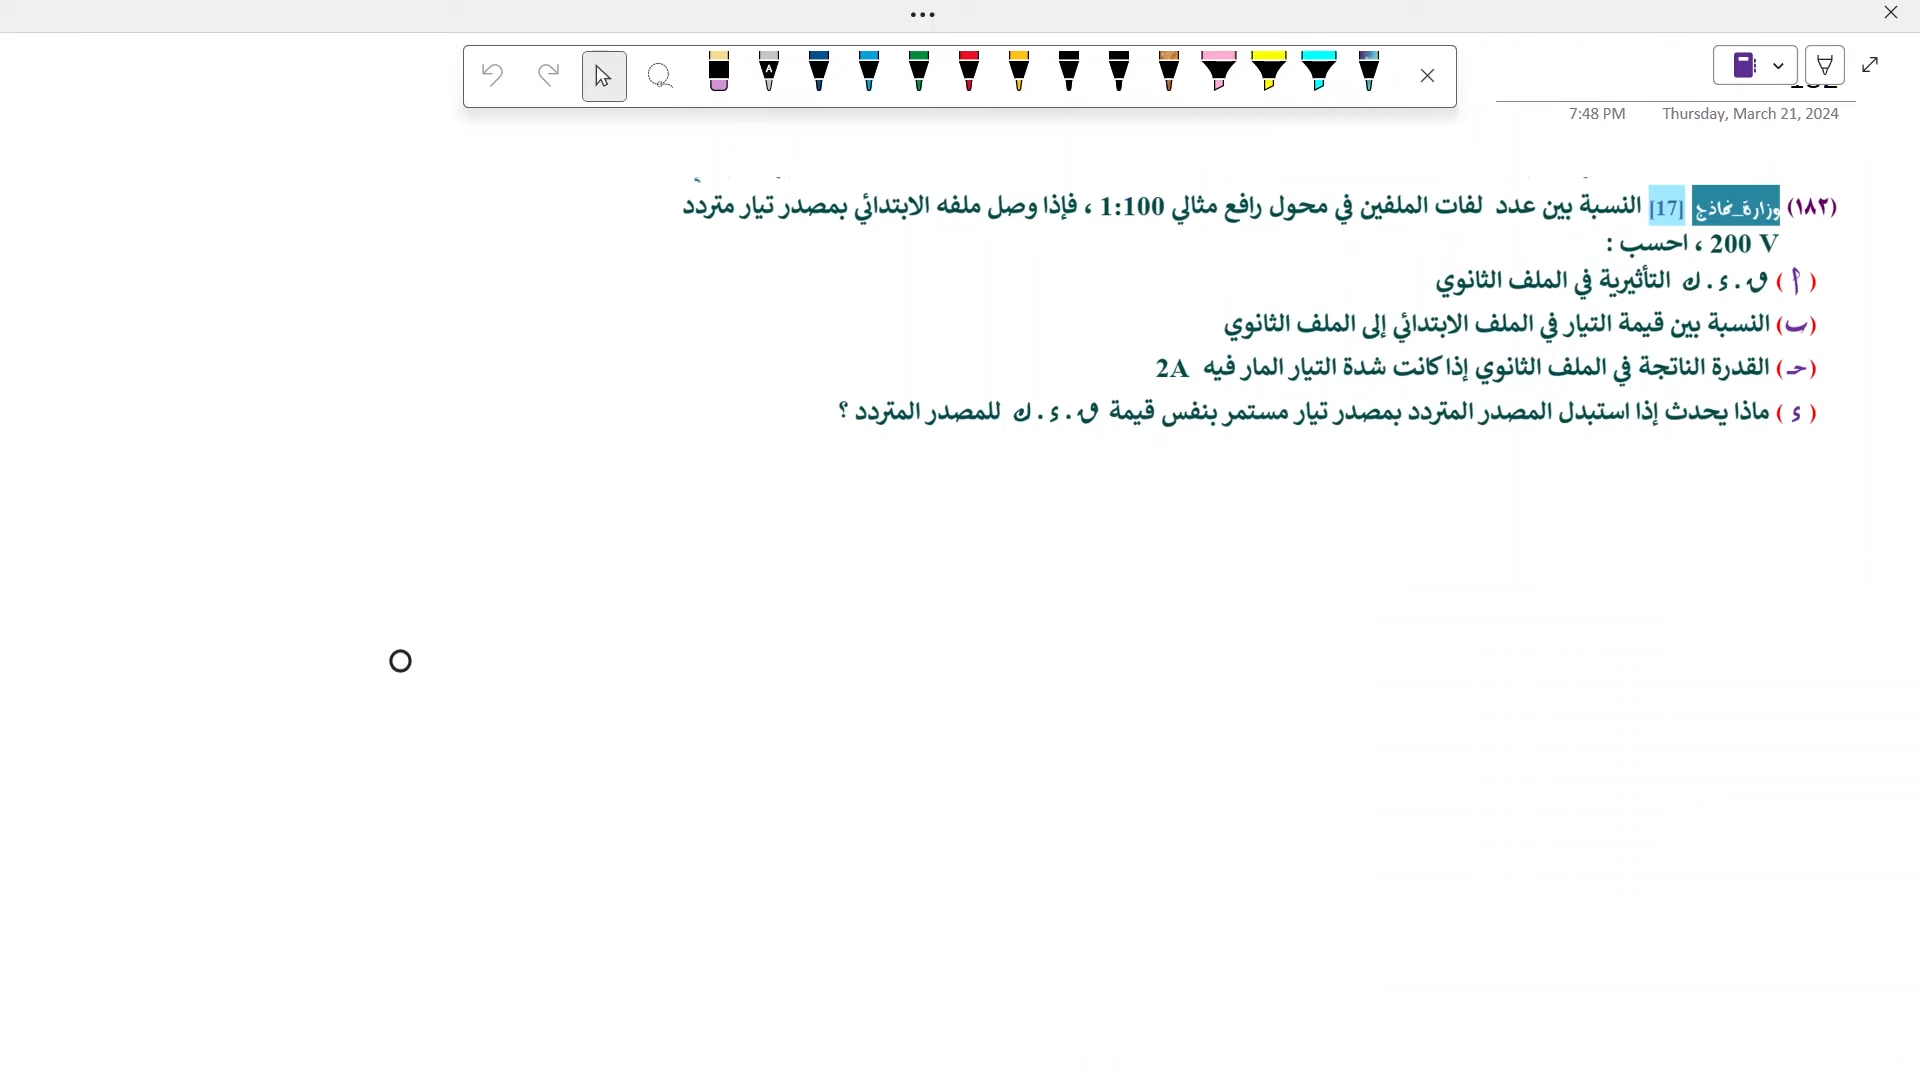 7:48 PM Thursday, March 21, 2024
(١٨٢) وزارة_نماذج [17] النسبة بين عدد لفات الملفين في محول رافع مثالي 1:100 ، فإذا وصل ملفه الابتدائي بمصدر تيار متردد
200 V ، احسب :
(أ) ق . ء . ك التأثيرية في الملف الثانوي
(ب) النسبة بين قيمة التيار في الملف الابتدائي إلى الملف الثانوي
(حـ) القدرة الناتجة في الملف الثانوي إذا كانت شدة التيار المار فيه 2A
(ء) ماذا يحدث إذا استبدل المصدر المتردد بمصدر تيار مستمر بنفس قيمة ق . ء . ك للمصدر المتردد ؟